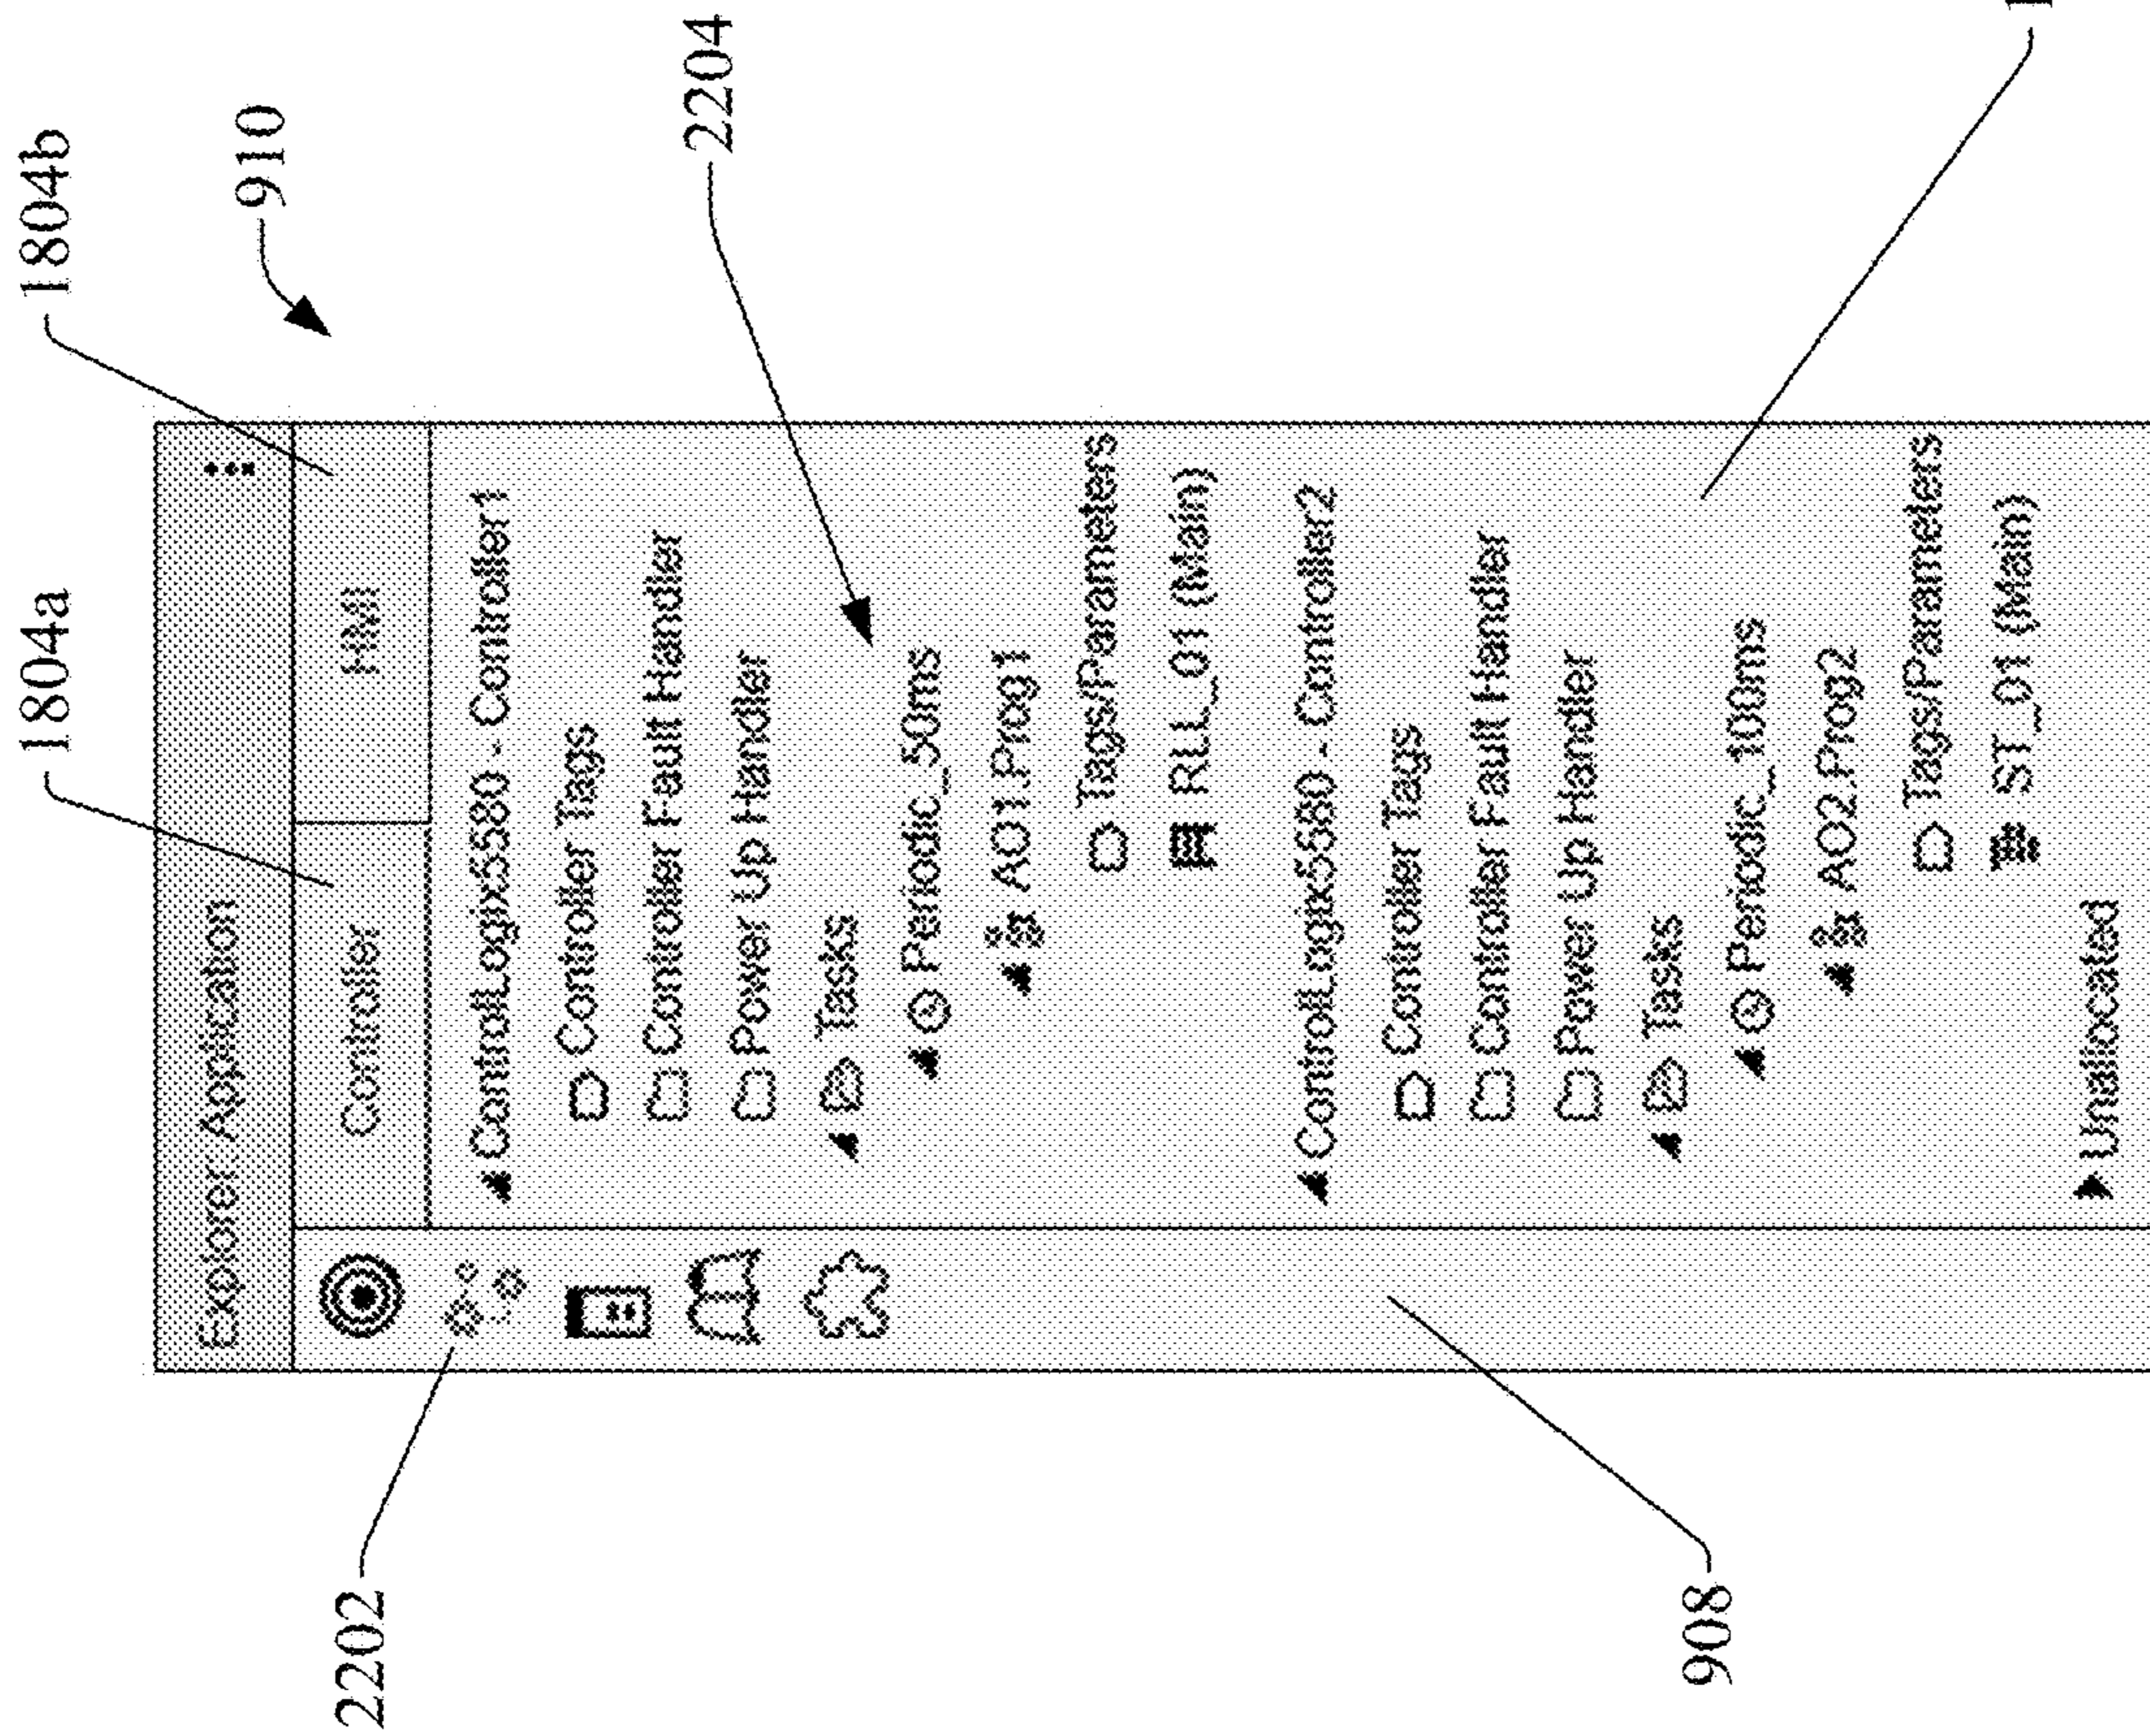 1804a
1804b
910
Explorer Application
Controller
HMI
2202
2204
ControlLogix5580 - Controller1
Controller Tags
Controller Fault Handler
Power Up Handler
Tasks
Periodic_50ms
AO1.Prog1
Tags/Parameters
RLL_01 (Main)
ControlLogix5580 - Controller2
Controller Tags
Controller Fault Handler
Power Up Handler
Tasks
Periodic_100ms
AO2.Prog2
Tags/Parameters
ST_01 (Main)
Unallocated
908